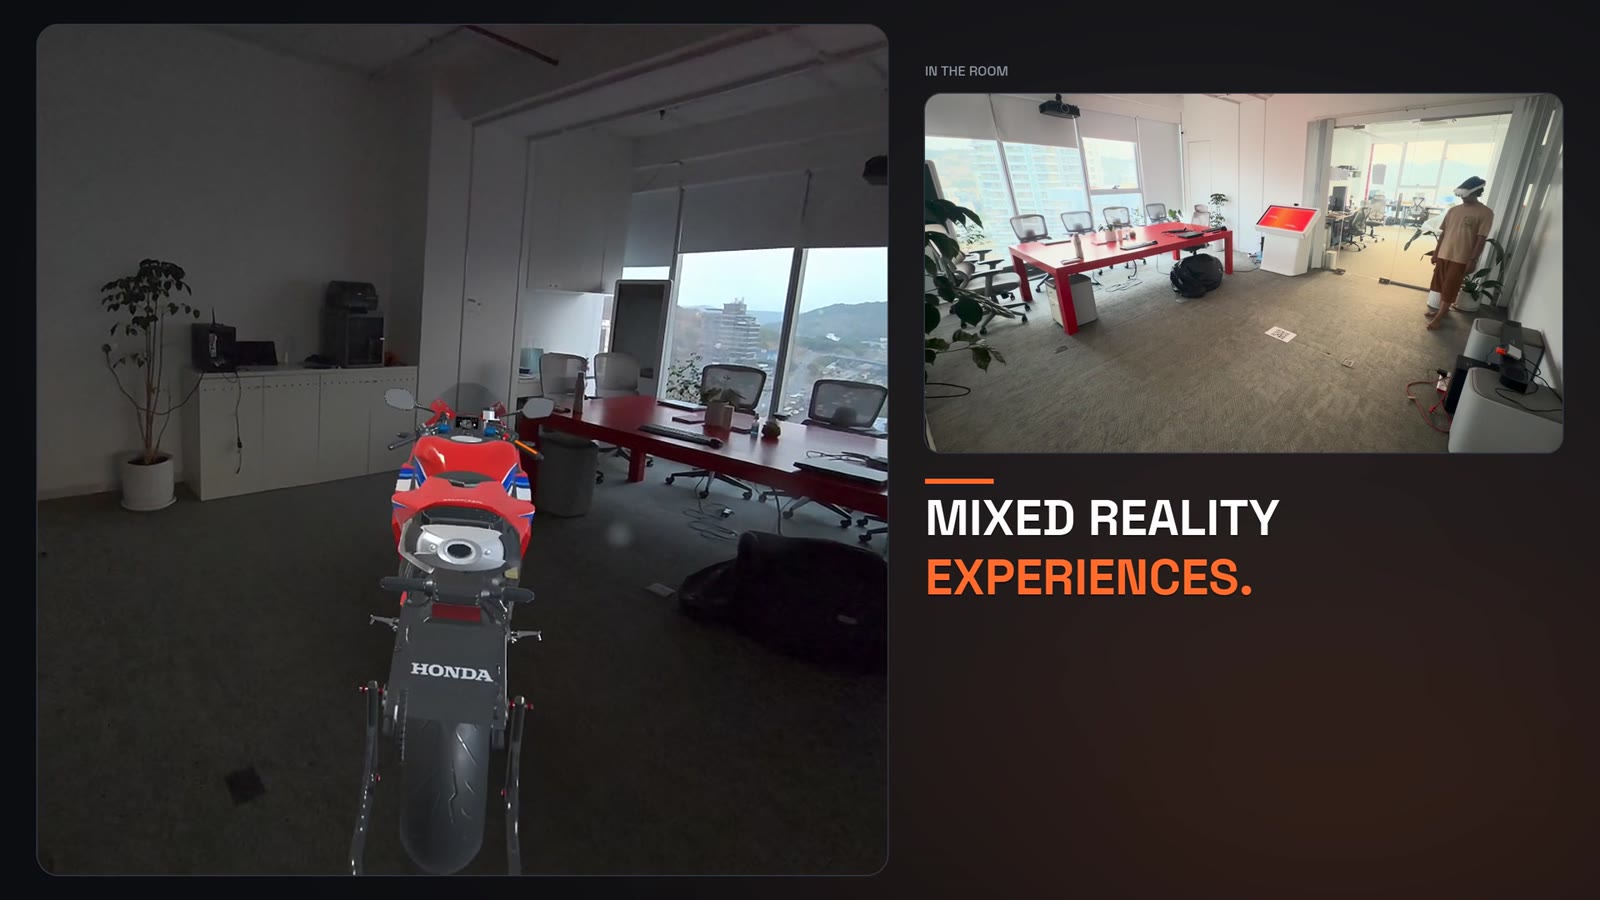 IN THE ROOM
MIXED REALITY
EXPERIENCES.
HONDA